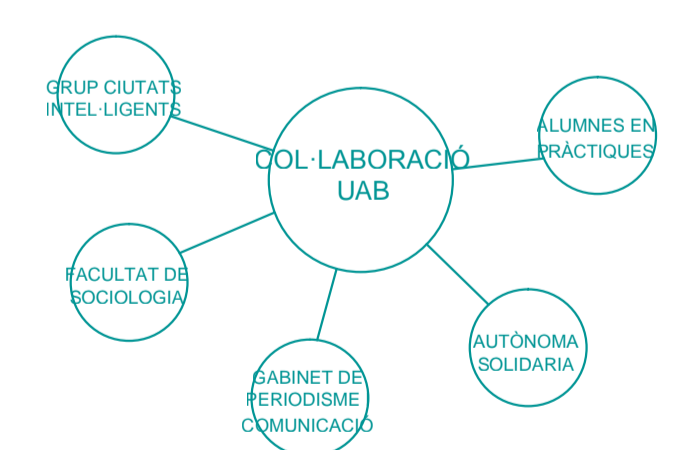 GRUP CIUTATS
INTEL·LIGENTS
COL·LABORACIÓ
UAB
ALUMNES EN
PRÀCTIQUES
FACULTAT DE
SOCIOLOGIA
AUTÒNOMA
SOLIDARIA
GABINET DE
PERIODISME
COMUNICACIÓ